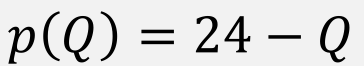 p(Q) = 24 − Q